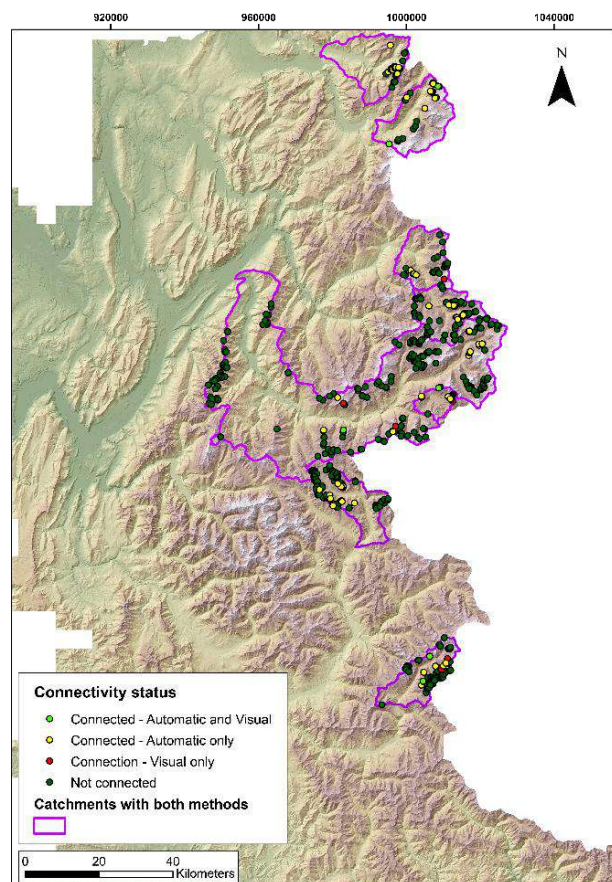 920000 960000 1000000 1040000
N
Connectivity status
Connected - Automatic and Visual
Connected - Automatic only
Connection - Visual only
Not connected
Catchments with both methods
0 20 40
Kilometers